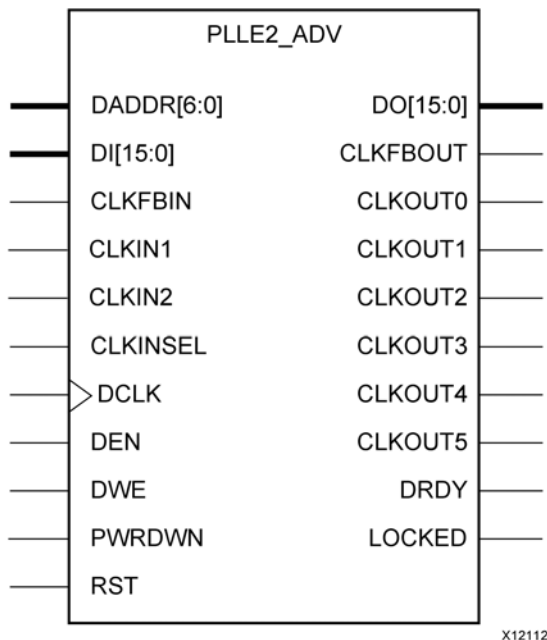 PLLE2_ADV
DADDR[6:0] DO[15:0]
DI[15:0] CLKFBOUT
CLKFBIN CLKOUT0
CLKIN1 CLKOUT1
CLKIN2 CLKOUT2
CLKINSEL CLKOUT3
DCLK CLKOUT4
DEN CLKOUT5
DWE DRDY
PWRDWN LOCKED
RST
X12112